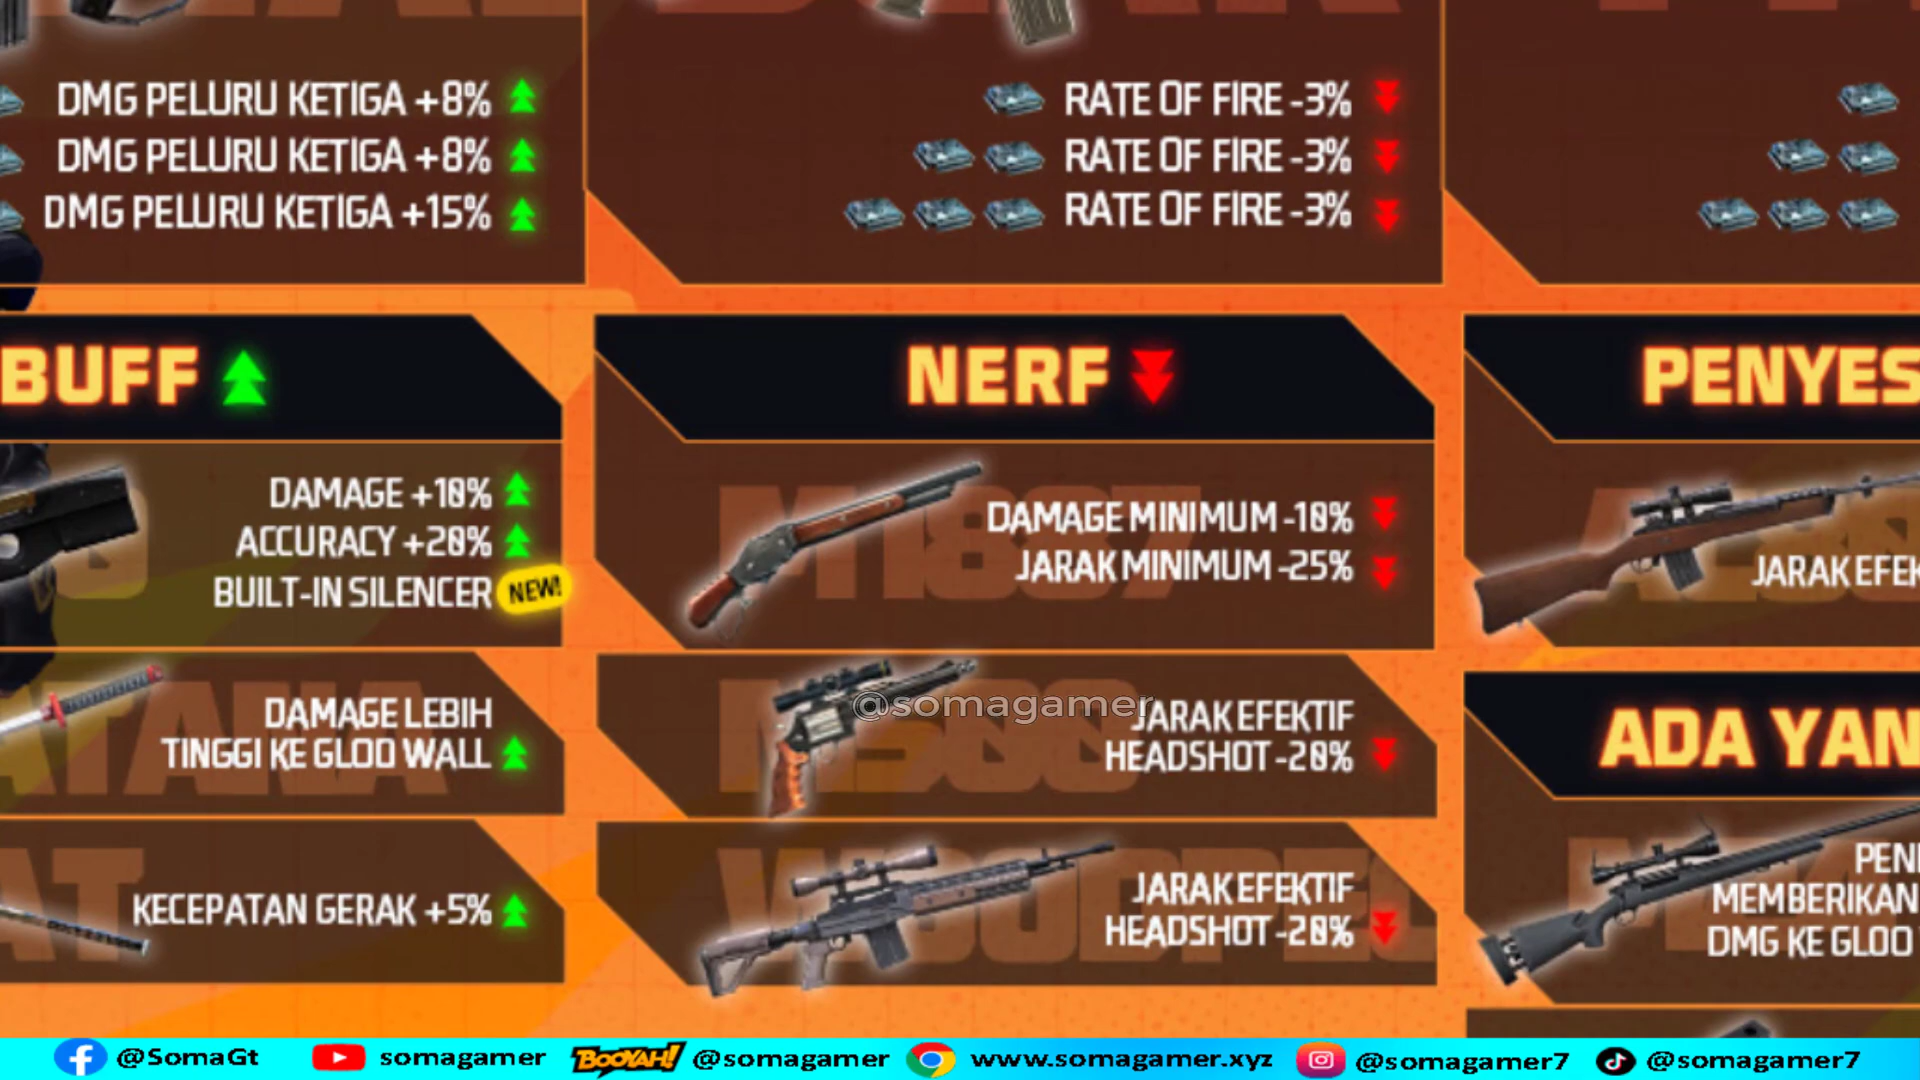 DMG PELURU KETIGA +8%
DMG PELURU KETIGA +8%
DMG PELURU KETIGA +15%
RATE OF FIRE -3%
RATE OF FIRE -3%
RATE OF FIRE -3%
BUFF
DAMAGE +10%
ACCURACY +20%
BUILT-IN SILENCER NEW!
DAMAGE LEBIH
TINGGI KE GLOO WALL
KECEPATAN GERAK +5%
NERF
M1887
DAMAGE MINIMUM -10%
JARAK MINIMUM -25%
M500
@somagamer
JARAK EFEKTIF
HEADSHOT -20%
JARAK EFEKTIF
HEADSHOT -20%
PENYES
JARAK EFEK
ADA YAN
PEN
MEMBERIKAN
DMG KE GLOO
@SomaGt
somagamer
BOOYAH! @somagamer
www.somagamer.xyz
@somagamer7
@somagamer7